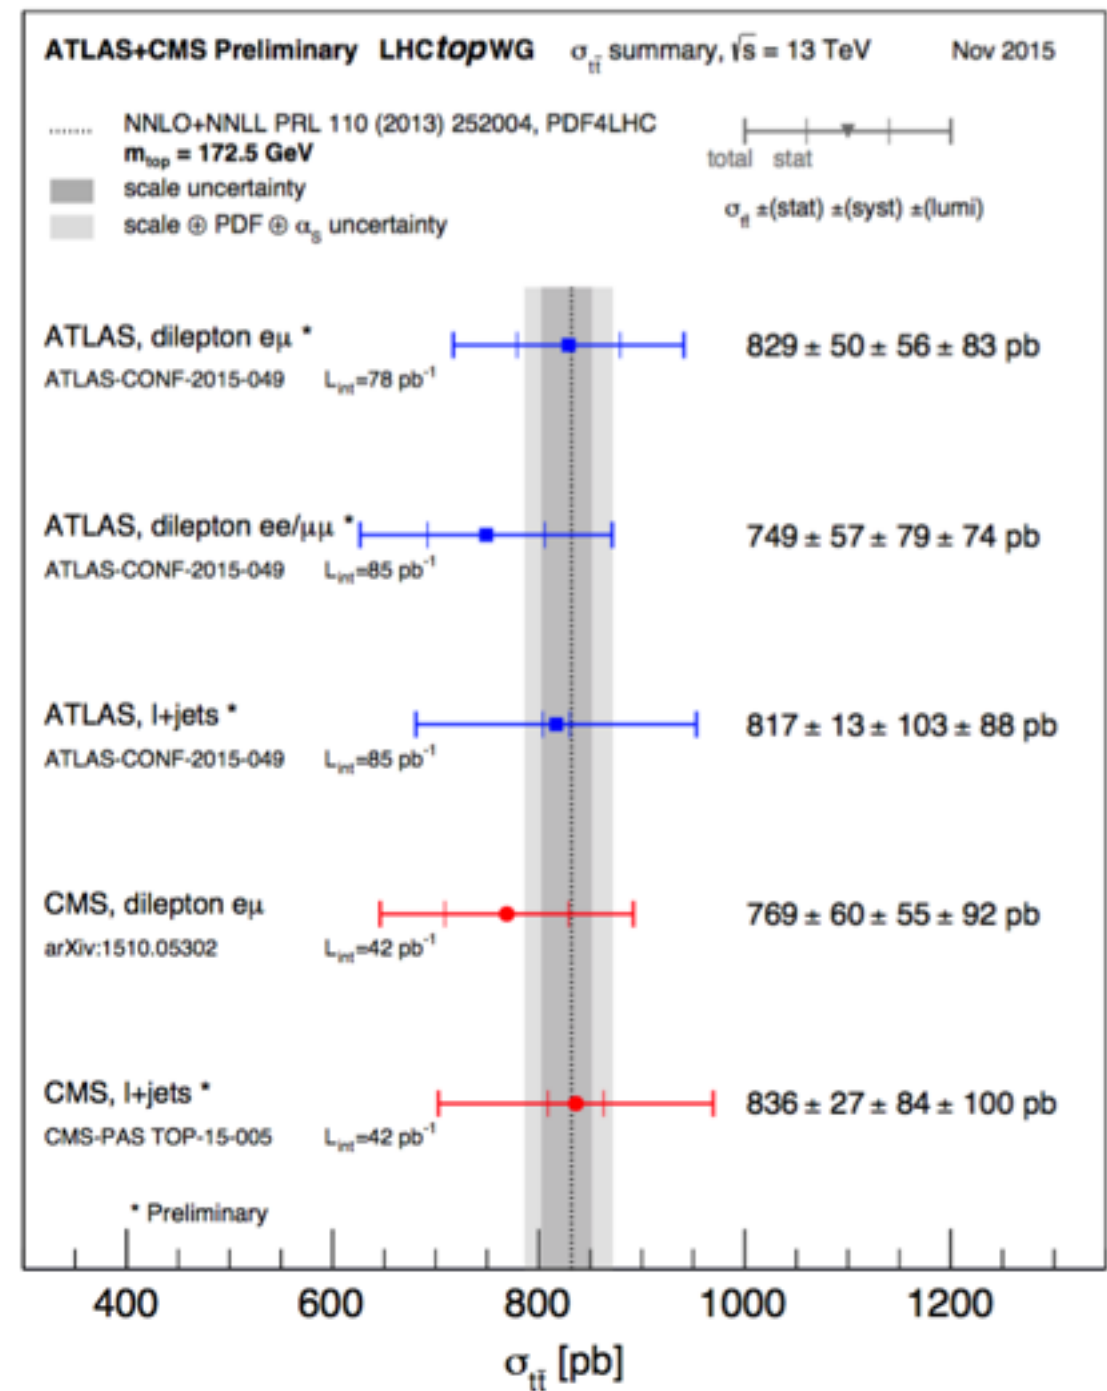 ATLAS+CMS Preliminary LHCtopWG σtt̄ summary, √s = 13 TeV Nov 2015
NNLO+NNLL PRL 110 (2013) 252004, PDF4LHC
mtop = 172.5 GeV
scale uncertainty
scale ⊕ PDF ⊕ αS uncertainty
total stat
σtt̄ ±(stat) ±(syst) ±(lumi)
ATLAS, dilepton eμ * 829 ± 50 ± 56 ± 83 pb
ATLAS-CONF-2015-049 Lint=78 pb-1
ATLAS, dilepton ee/μμ * 749 ± 57 ± 79 ± 74 pb
ATLAS-CONF-2015-049 Lint=85 pb-1
ATLAS, l+jets * 817 ± 13 ± 103 ± 88 pb
ATLAS-CONF-2015-049 Lint=85 pb-1
CMS, dilepton eμ 769 ± 60 ± 55 ± 92 pb
arXiv:1510.05302 Lint=42 pb-1
CMS, l+jets * 836 ± 27 ± 84 ± 100 pb
CMS-PAS TOP-15-005 Lint=42 pb-1
* Preliminary
400 600 800 1000 1200
σtt̄ [pb]